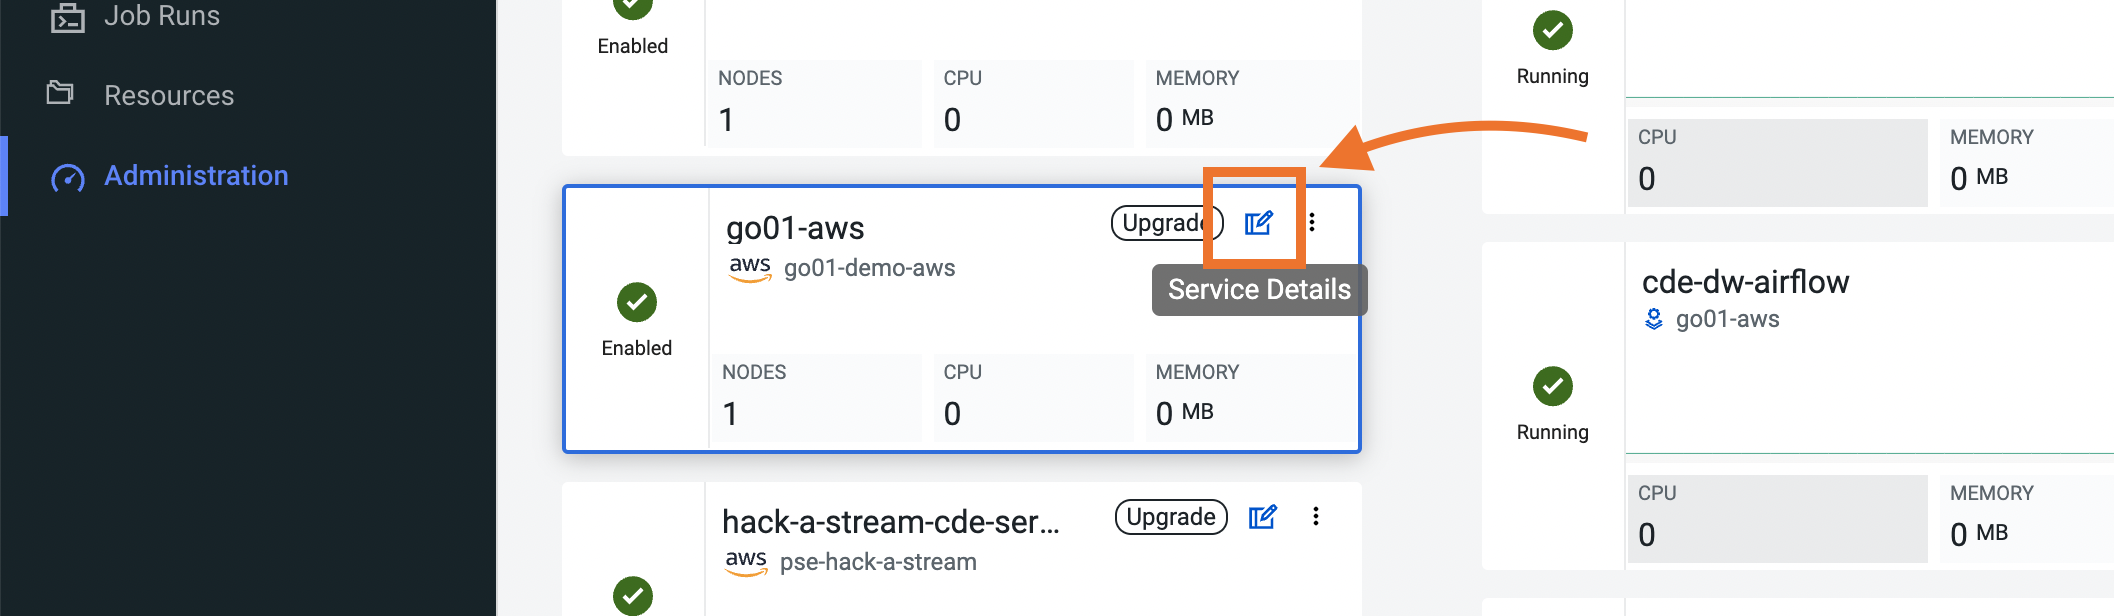 Job Runs
Resources
Administration
Enabled
NODES
1
CPU
0
MEMORY
0 MB
go01-aws
aws go01-demo-aws
Upgrade
Service Details
Enabled
NODES
1
CPU
0
MEMORY
0 MB
hack-a-stream-cde-ser...
aws pse-hack-a-stream
Upgrade
Running
CPU
0
MEMORY
0 MB
cde-dw-airflow
go01-aws
Running
CPU
0
MEMORY
0 MB